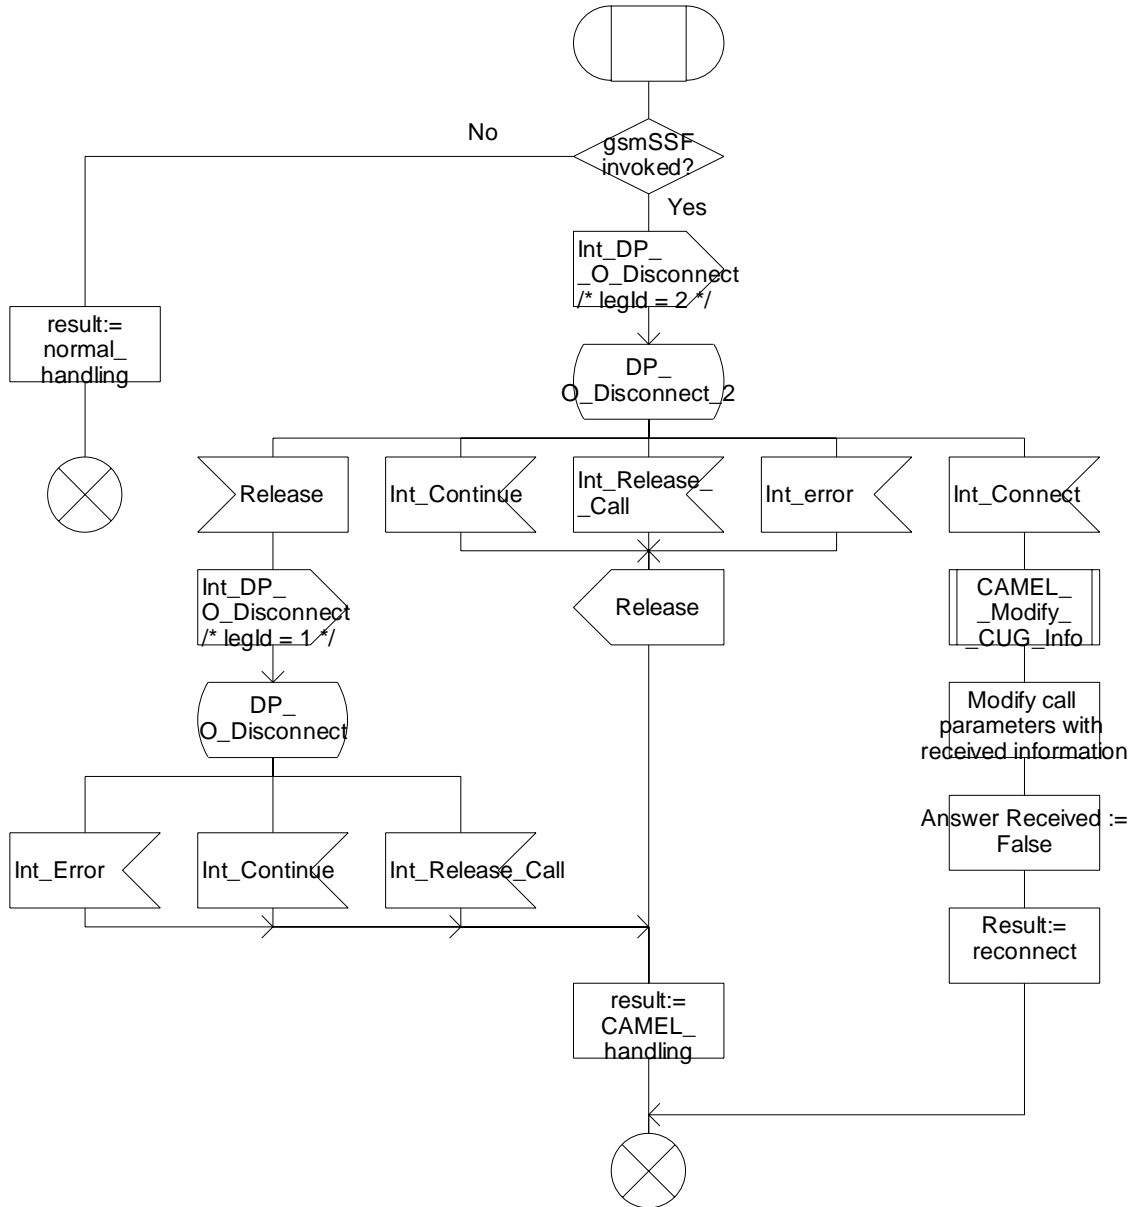 No
gsmSSF
invoked?
Yes
Int_DP_
_O_Disconnect
/* legId = 2 */
result:=
normal_
handling
DP_
O_Disconnect_2
Release
Int_Continue
Int_Release_
_Call
Int_error
Int_Connect
Int_DP_
O_Disconnect
/* legId = 1 */
Release
CAMEL_
_Modify_
_CUG_Info
DP_
O_Disconnect
Modify call
parameters with
received information
Answer Received :=
False
Int_Error
Int_Continue
Int_Release_Call
Result:=
reconnect
result:=
CAMEL_
handling